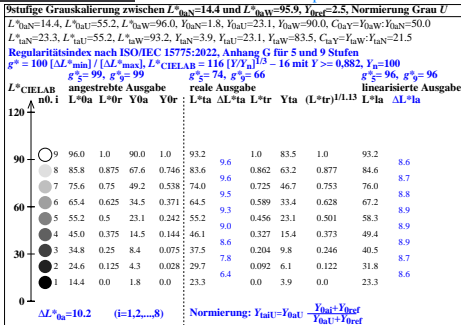 9stufige Graukalizierung zwischen L*0aN=14.4 und L*0aW=95.9, Y0ref=2.5, Normierung Grau U
L*0aN=14.4, L*0aU=55.2, L*0aW=96.0, Y0aN=1.8, Y0aU=23.1, Y0aW=90.0, C0aY=Y0aW:Y0aN=50.0
L*taN=23.3, L*taU=55.2, L*taW=93.2, YtaN=3.9, YtaU=23.1, YtaW=83.5, CtaY=YtaW:YtaN=21.5
Regularitätsindex nach ISO/IEC 15775:2022, Anhang G für 5 und 9 Stufen
g* = 100 [ΔL*min] / [ΔL*max], L*CIELAB = 116 [Y/Yn]1/3 − 16 mit Y >= 0,882, Yn=100
g*5= 99, g*9= 99 g*5= 74, g*9= 66 g*5= 96, g*9= 96
L*CIELAB angestrebte Ausgabe reale Ausgabe linearisierte Ausgabe
n0. i L*0a L*0r Y0a Y0r L*ta ΔL*ta L*tr Yta (L*tr)1/1.13 L*la ΔL*la
120
9 96.0 1.0 90.0 1.0 93.2 1.0 83.5 1.0 93.2
9.6 8.6
90
8 85.8 0.875 67.6 0.746 83.6 0.862 63.2 0.877 84.6
9.6 8.7
7 75.6 0.75 49.2 0.538 74.0 0.725 46.7 0.753 76.0
9.5 8.8
6 65.4 0.625 34.5 0.371 64.5 0.589 33.4 0.628 67.2
60
9.3 8.9
5 55.2 0.5 23.1 0.242 55.2 0.456 23.1 0.501 58.3
9.0 8.9
4 45.0 0.375 14.5 0.144 46.1 0.327 15.4 0.373 49.4
8.6 8.9
3 34.8 0.25 8.4 0.075 37.5 0.204 9.8 0.246 40.5
30
7.8 8.7
2 24.6 0.125 4.3 0.028 29.7 0.092 6.1 0.122 31.8
6.4 8.6
1 14.4 0.0 1.8 0.0 23.3 0.0 3.9 0.0 23.3
0
ΔL*0a=10.2 (i=1,2,...,8) Normierung: YtaiU=Y0aU Y0ai+Y0ref
Y0aU+Y0ref